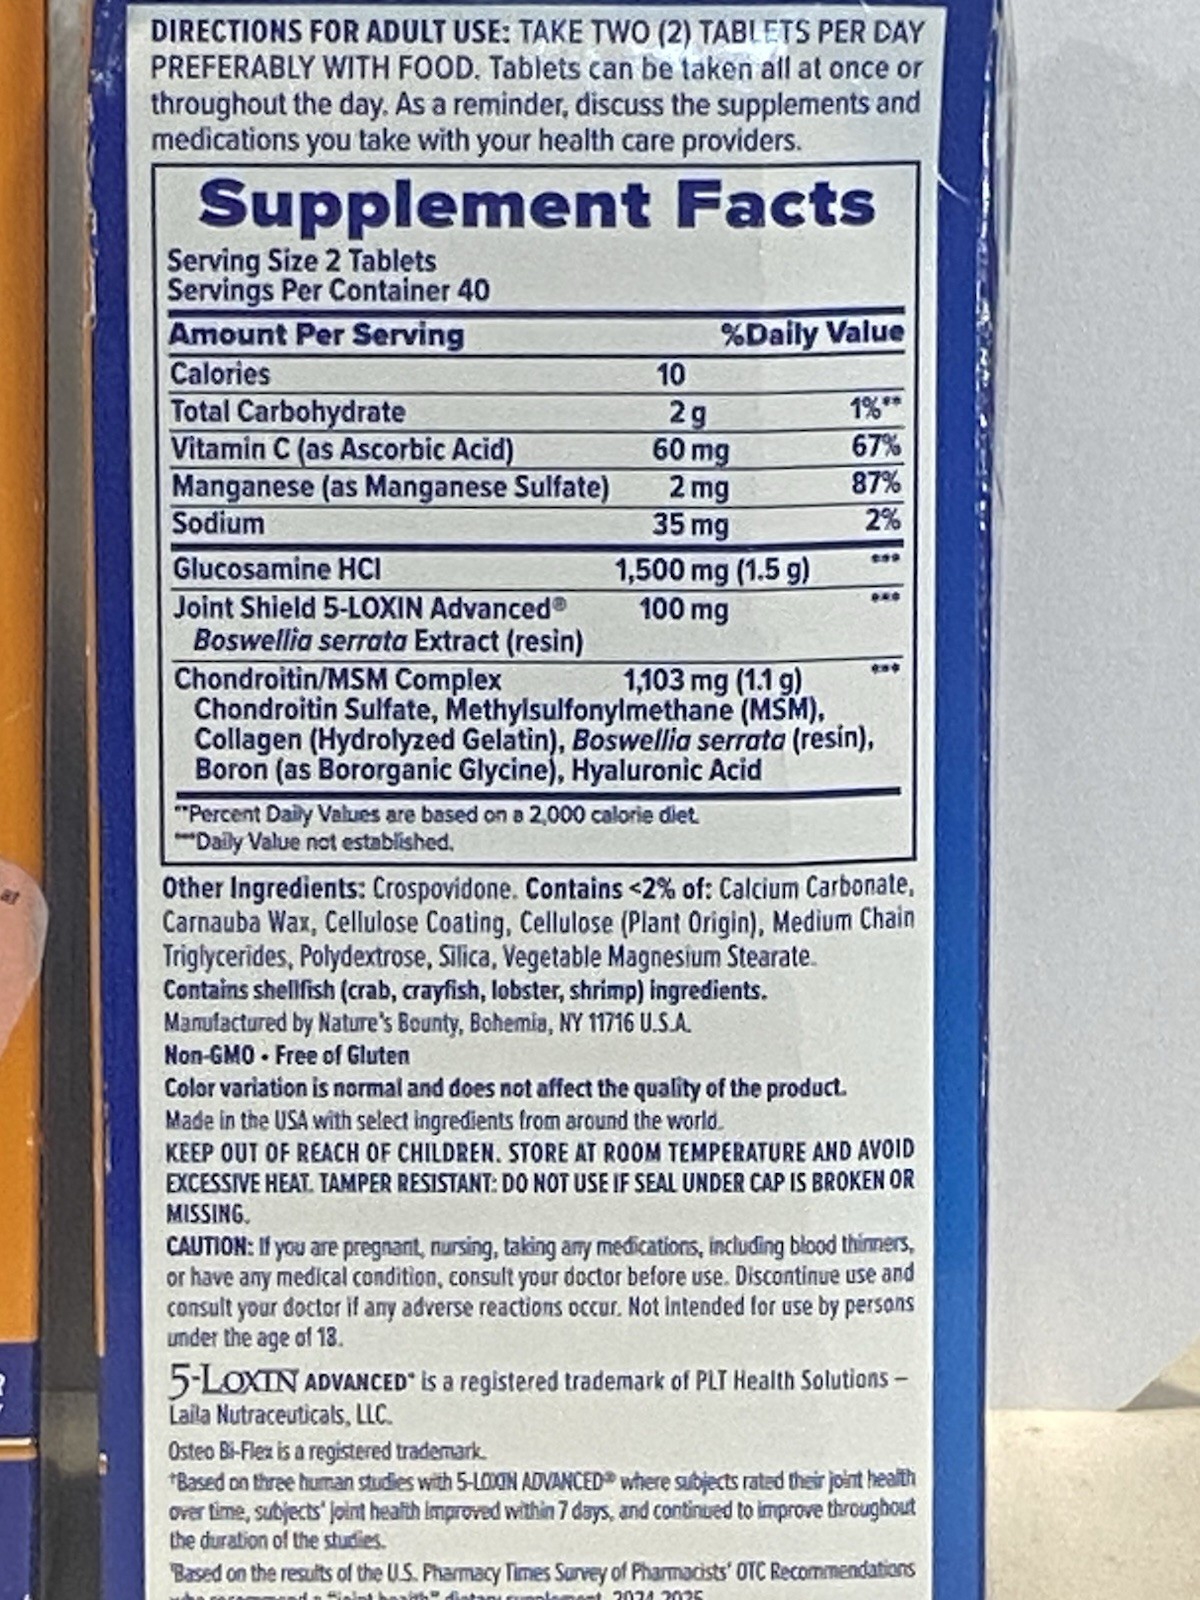 DIRECTIONS FOR ADULT USE: TAKE TWO (2) TABLETS PER DAY
PREFERABLY WITH FOOD. Tablets can be taken all at once or
throughout the day. As a reminder, discuss the supplements and
medications you take with your health care providers.
Supplement Facts
Serving Size 2 Tablets
Servings Per Container 40
Amount Per Serving %Daily Value
Calories 10
Total Carbohydrate 2 g 1%**
Vitamin C (as Ascorbic Acid) 60 mg 67%
Manganese (as Manganese Sulfate) 2 mg 87%
Sodium 35 mg 2%
Glucosamine HCl 1,500 mg (1.5 g) ***
Joint Shield 5-LOXIN Advanced® 100 mg ***
Boswellia serrata Extract (resin)
Chondroitin/MSM Complex 1,103 mg (1.1 g) ***
Chondroitin Sulfate, Methylsulfonylmethane (MSM),
Collagen (Hydrolyzed Gelatin), Boswellia serrata (resin),
Boron (as Bororganic Glycine), Hyaluronic Acid
**Percent Daily Values are based on a 2,000 calorie diet.
***Daily Value not established.
Other Ingredients: Crospovidone. Contains <2% of: Calcium Carbonate,
Carnauba Wax, Cellulose Coating, Cellulose (Plant Origin), Medium Chain
Triglycerides, Polydextrose, Silica, Vegetable Magnesium Stearate.
Contains shellfish (crab, crayfish, lobster, shrimp) ingredients.
Manufactured by Nature's Bounty, Bohemia, NY 11716 U.S.A.
Non-GMO • Free of Gluten
Color variation is normal and does not affect the quality of the product.
Made in the USA with select ingredients from around the world.
KEEP OUT OF REACH OF CHILDREN. STORE AT ROOM TEMPERATURE AND AVOID
EXCESSIVE HEAT. TAMPER RESISTANT: DO NOT USE IF SEAL UNDER CAP IS BROKEN OR
MISSING.
CAUTION: If you are pregnant, nursing, taking any medications, including blood thinners,
or have any medical condition, consult your doctor before use. Discontinue use and
consult your doctor if any adverse reactions occur. Not intended for use by persons
under the age of 18.
5-LOXIN ADVANCED® is a registered trademark of PLT Health Solutions –
Laila Nutraceuticals, LLC.
Osteo Bi-Flex is a registered trademark.
†Based on three human studies with 5-LOXIN ADVANCED® where subjects rated their joint health
over time, subjects' joint health improved within 7 days, and continued to improve throughout
the duration of the studies.
Based on the results of the U.S. Pharmacy Times Survey of Pharmacists' OTC Recommendations
who recommend a "joint health" dietary supplement, 2024-2025
at